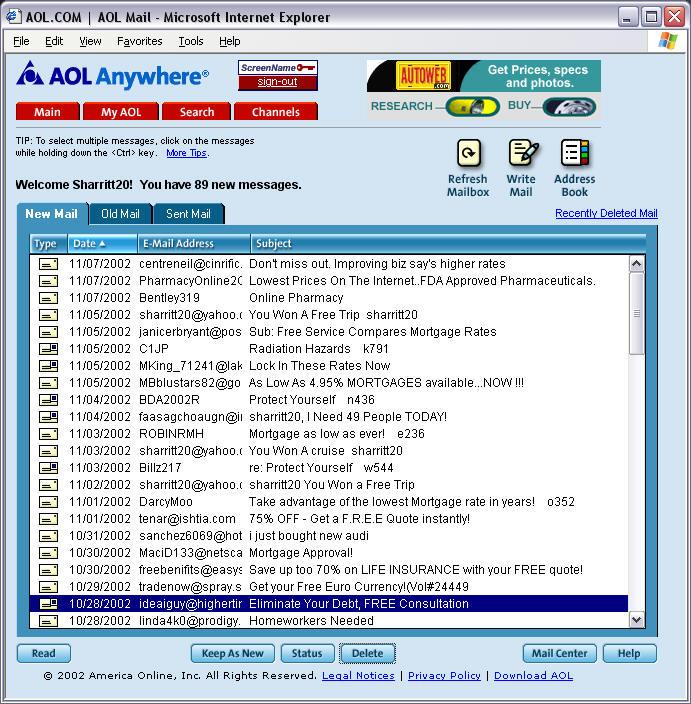 AOL.COM | AOL Mail - Microsoft Internet Explorer
File Edit View Favorites Tools Help
AOL Anywhere®
ScreenName
sign-out
AUTOWEB.com
Get Prices, specs and photos.
RESEARCH BUY
Main My AOL Search Channels
TIP: To select multiple messages, click on the messages
while holding down the <Ctrl> key. More Tips.
Refresh Mailbox
Write Mail
Address Book
Welcome Sharritt20! You have 89 new messages.
New Mail Old Mail Sent Mail Recently Deleted Mail
Type Date E-Mail Address Subject
11/07/2002 centreneil@cinrific. Don't miss out. Improving biz say's higher rates
11/07/2002 PharmacyOnline2C Lowest Prices On The Internet..FDA Approved Pharmaceuticals.
11/07/2002 Bentley319 Online Pharmacy
11/05/2002 sharritt20@yahoo.c You Won A Free Trip sharritt20
11/05/2002 janicerbryant@pos Sub: Free Service Compares Mortgage Rates
11/05/2002 C1JP Radiation Hazards k791
11/05/2002 MKing_71241@lak Lock In These Rates Now
11/05/2002 MBblustars82@go As Low As 4.95% MORTGAGES available...NOW !!!
11/04/2002 BDA2002R Protect Yourself n436
11/04/2002 faasagchoaugn@ir sharritt20, I Need 49 People TODAY!
11/03/2002 ROBINRMH Mortgage as low as ever! e236
11/03/2002 sharritt20@yahoo.c You Won A cruise sharritt20
11/03/2002 Billz217 re: Protect Yourself w544
11/02/2002 sharritt20@yahoo.c sharritt20 You Won a Free Trip
11/01/2002 DarcyMoo Take advantage of the lowest Mortgage rate in years! o352
11/01/2002 tenar@ishtia.com 75% OFF - Get a F.R.E.E Quote instantly!
10/31/2002 sanchez6069@hot i just bought new audi
10/30/2002 MaciD133@netsca Mortgage Approval!
10/30/2002 freebenifits@easys Save up too 70% on LIFE INSURANCE with your FREE quote!
10/29/2002 tradenow@spray.s Get your Free Euro Currency!(Vol#24449
10/28/2002 ideaiguy@highertir Eliminate Your Debt, FREE Consultation
10/28/2002 linda4k0@prodigy. Homeworkers Needed
Read Keep As New Status Delete Mail Center Help
© 2002 America Online, Inc. All Rights Reserved. Legal Notices | Privacy Policy | Download AOL